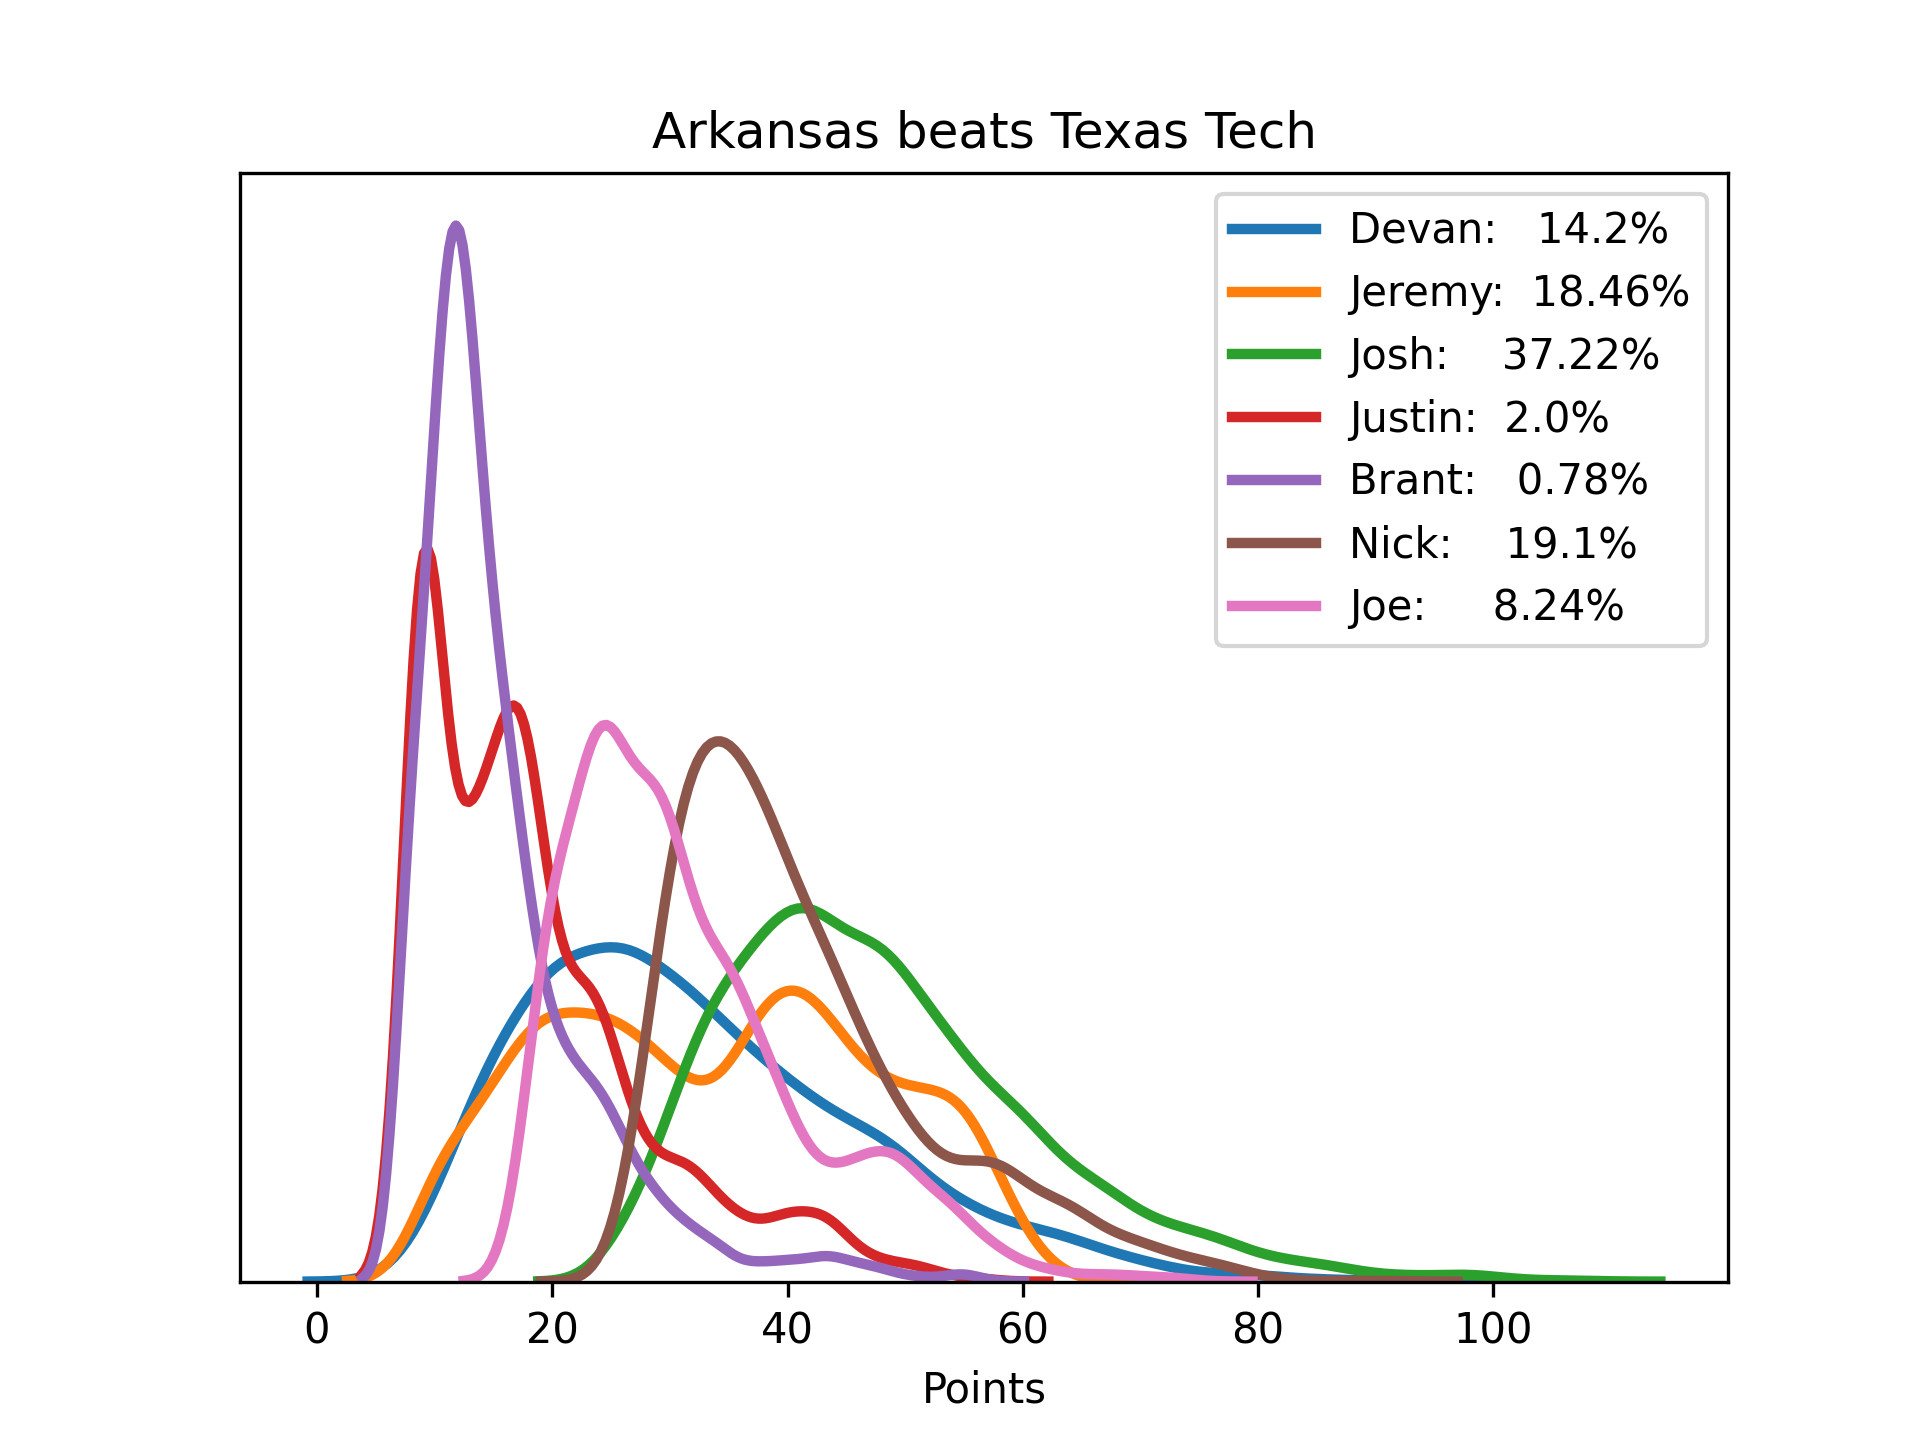 Arkansas beats Texas Tech
Devan: 14.2%
Jeremy: 18.46%
Josh: 37.22%
Justin: 2.0%
Brant: 0.78%
Nick: 19.1%
Joe: 8.24%
0 20 40 60 80 100
Points